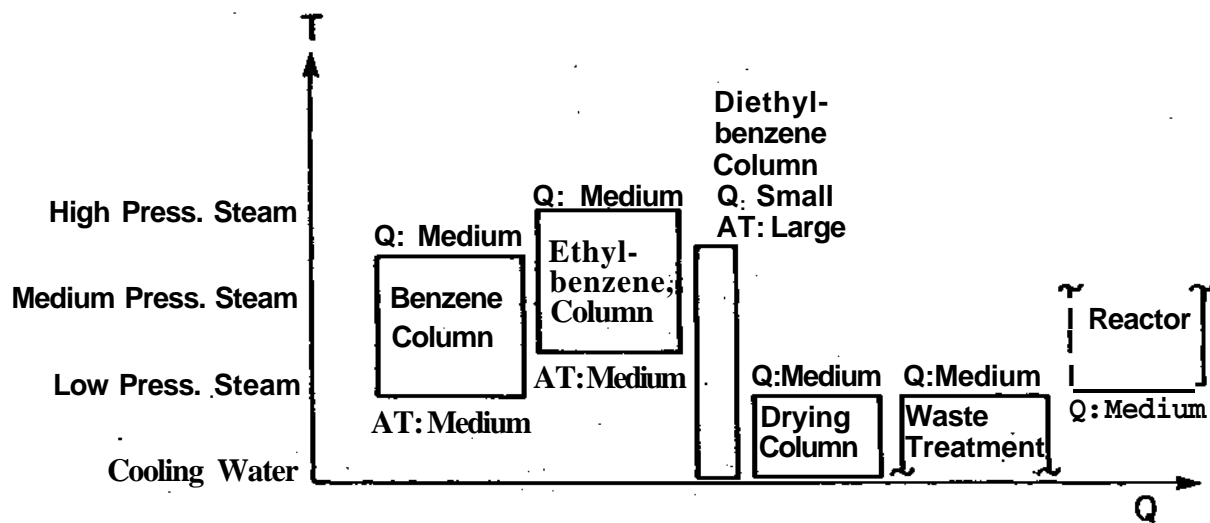 T
Diethyl-
benzene
Column
Q: Small
AT: Large
High Press. Steam
Q: Medium
Q: Medium
Ethyl-
benzene,
Column
AT: Medium
Medium Press. Steam
Benzene
Column
AT: Medium
Reactor
Q: Medium
Low Press. Steam
Q:Medium
Drying
Column
Q:Medium
Waste
Treatment
Cooling Water
Q